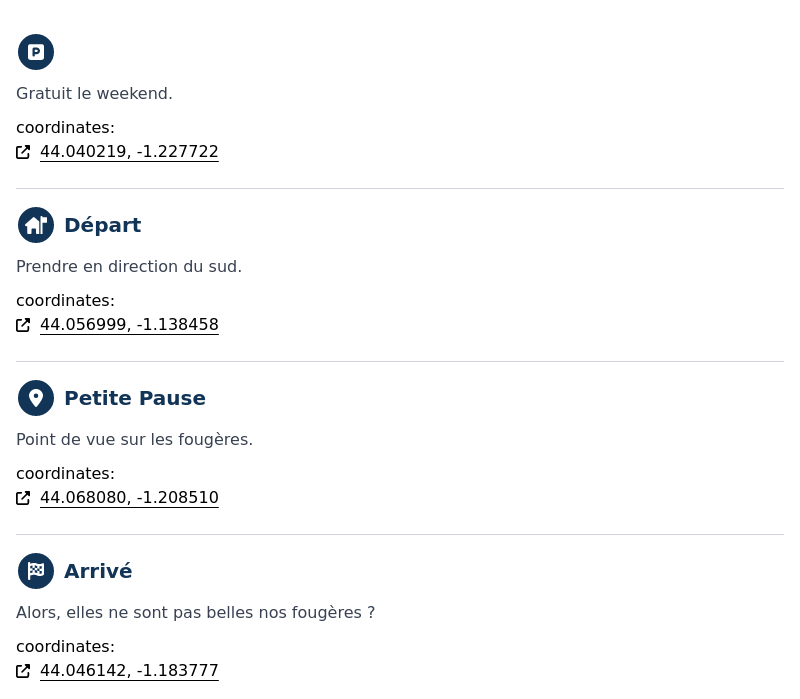 P
Gratuit le weekend.
coordinates:
44.040219, -1.227722
Départ
Prendre en direction du sud.
coordinates:
44.056999, -1.138458
Petite Pause
Point de vue sur les fougères.
coordinates:
44.068080, -1.208510
Arrivé
Alors, elles ne sont pas belles nos fougères ?
coordinates:
44.046142, -1.183777